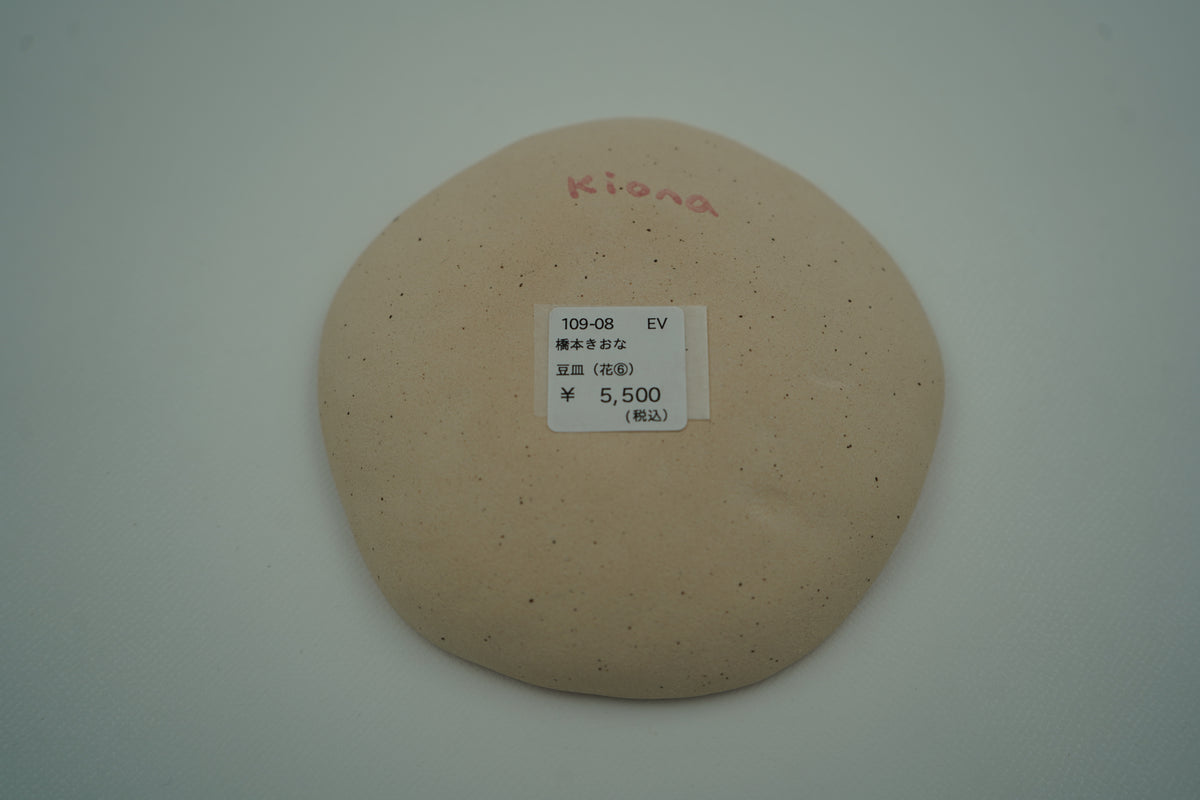 Kiona
109-08 EV
橋本きおな
豆皿（花⑥）
¥ 5,500
(税込)